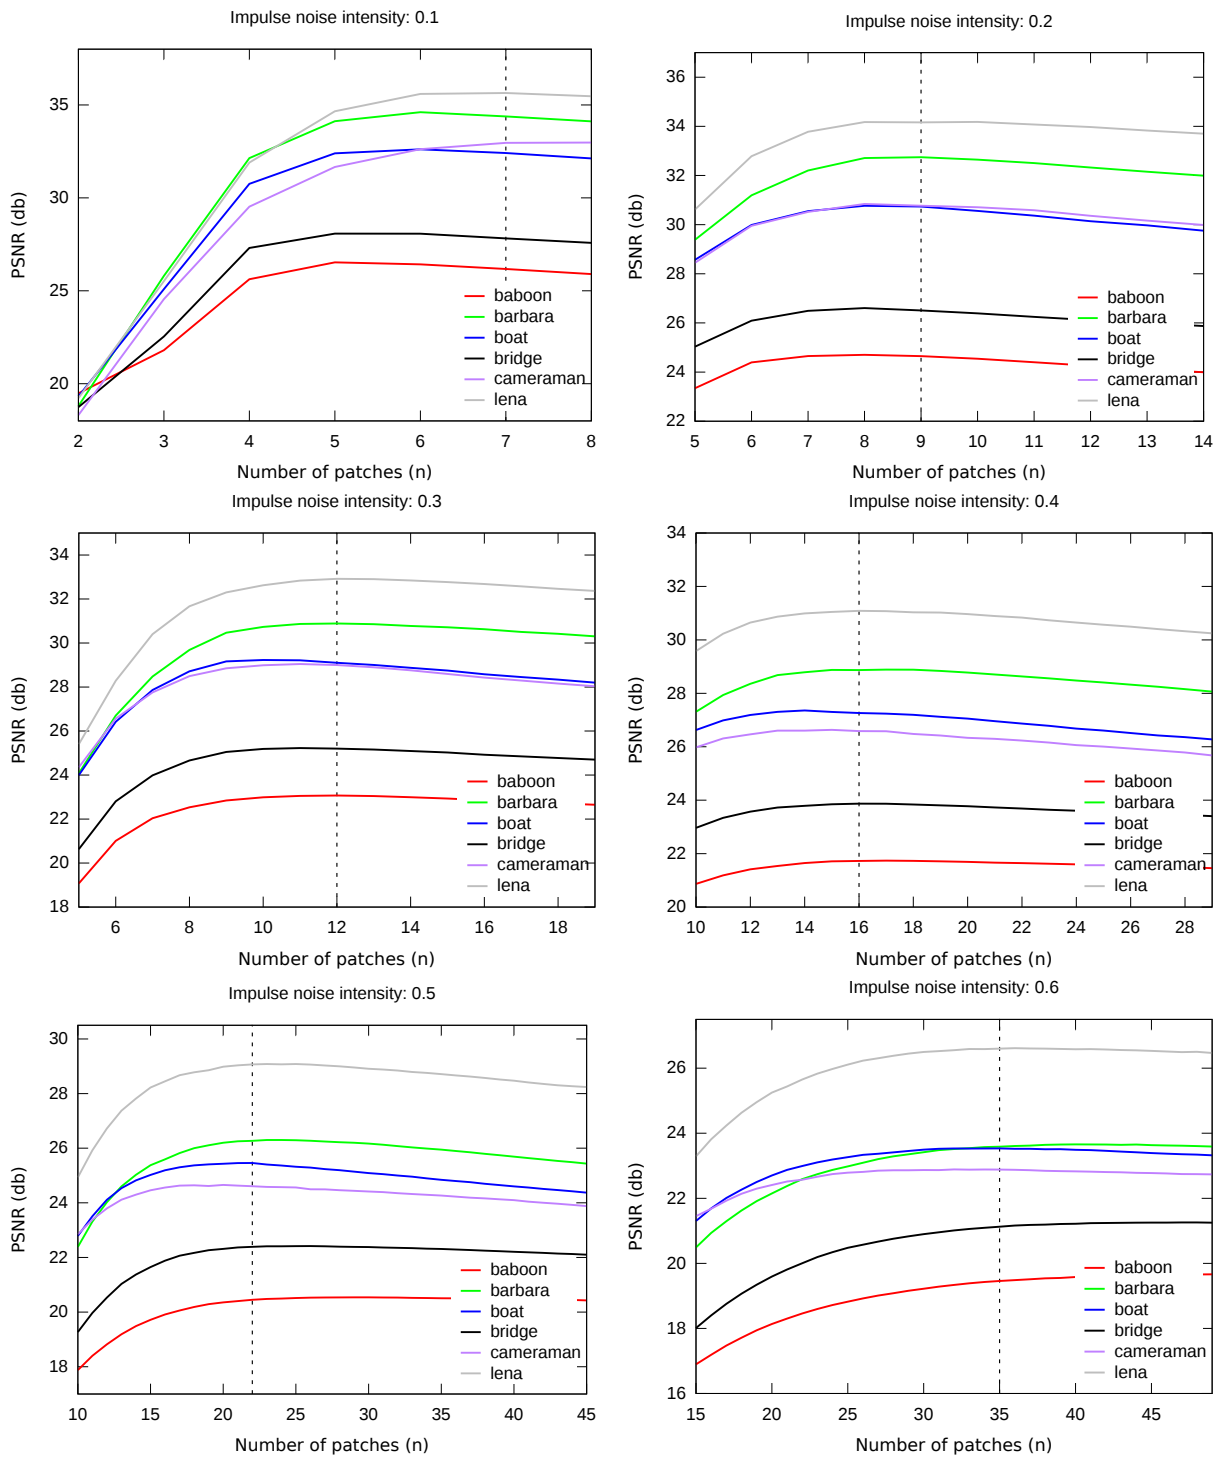 Impulse noise intensity: 0.1
PSNR (db)
35
30
25
20
baboon
barbara
boat
bridge
cameraman
lena
2 3 4 5 6 7 8
Number of patches (n)
Impulse noise intensity: 0.2
PSNR (db)
36
34
32
30
28
26
24
22
baboon
barbara
boat
bridge
cameraman
lena
5 6 7 8 9 10 11 12 13 14
Number of patches (n)
Impulse noise intensity: 0.3
PSNR (db)
34
32
30
28
26
24
22
20
18
baboon
barbara
boat
bridge
cameraman
lena
6 8 10 12 14 16 18
Number of patches (n)
Impulse noise intensity: 0.4
PSNR (db)
34
32
30
28
26
24
22
20
baboon
barbara
boat
bridge
cameraman
lena
10 12 14 16 18 20 22 24 26 28
Number of patches (n)
Impulse noise intensity: 0.5
PSNR (db)
30
28
26
24
22
20
18
baboon
barbara
boat
bridge
cameraman
lena
10 15 20 25 30 35 40 45
Number of patches (n)
Impulse noise intensity: 0.6
PSNR (db)
26
24
22
20
18
16
baboon
barbara
boat
bridge
cameraman
lena
15 20 25 30 35 40 45
Number of patches (n)